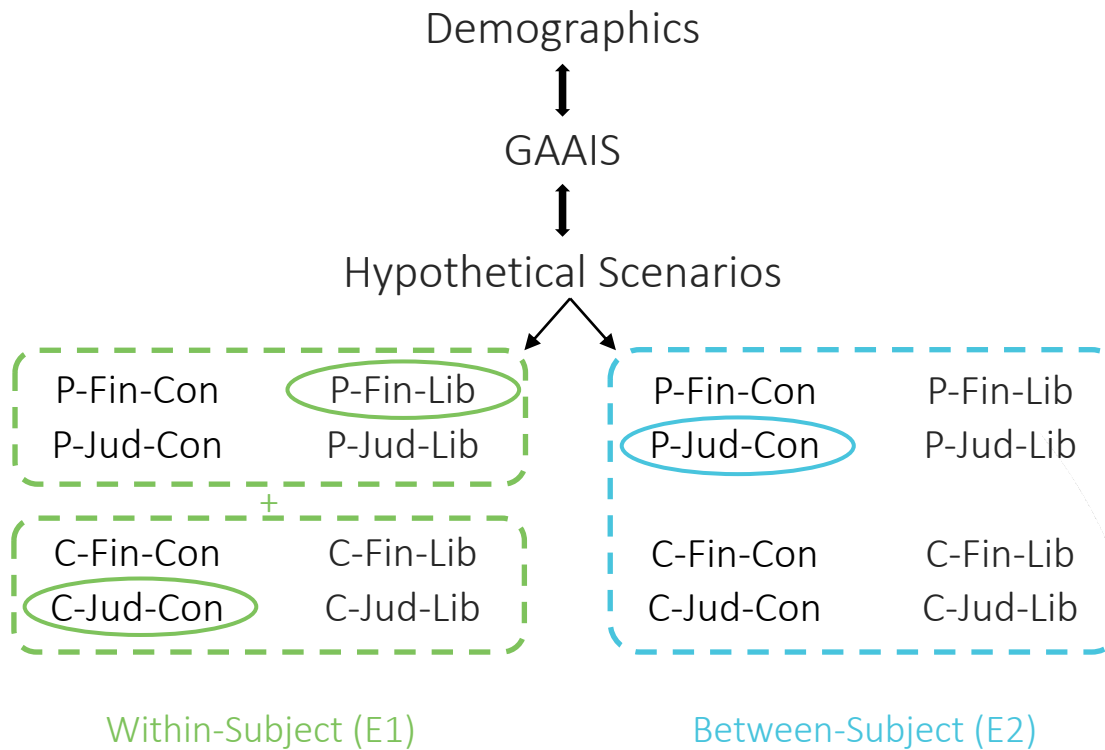 Demographics
GAAIS
Hypothetical Scenarios
P-Fin-Con P-Fin-Lib
P-Jud-Con P-Jud-Lib
+
C-Fin-Con C-Fin-Lib
C-Jud-Con C-Jud-Lib
Within-Subject (E1)
P-Fin-Con P-Fin-Lib
P-Jud-Con P-Jud-Lib
C-Fin-Con C-Fin-Lib
C-Jud-Con C-Jud-Lib
Between-Subject (E2)